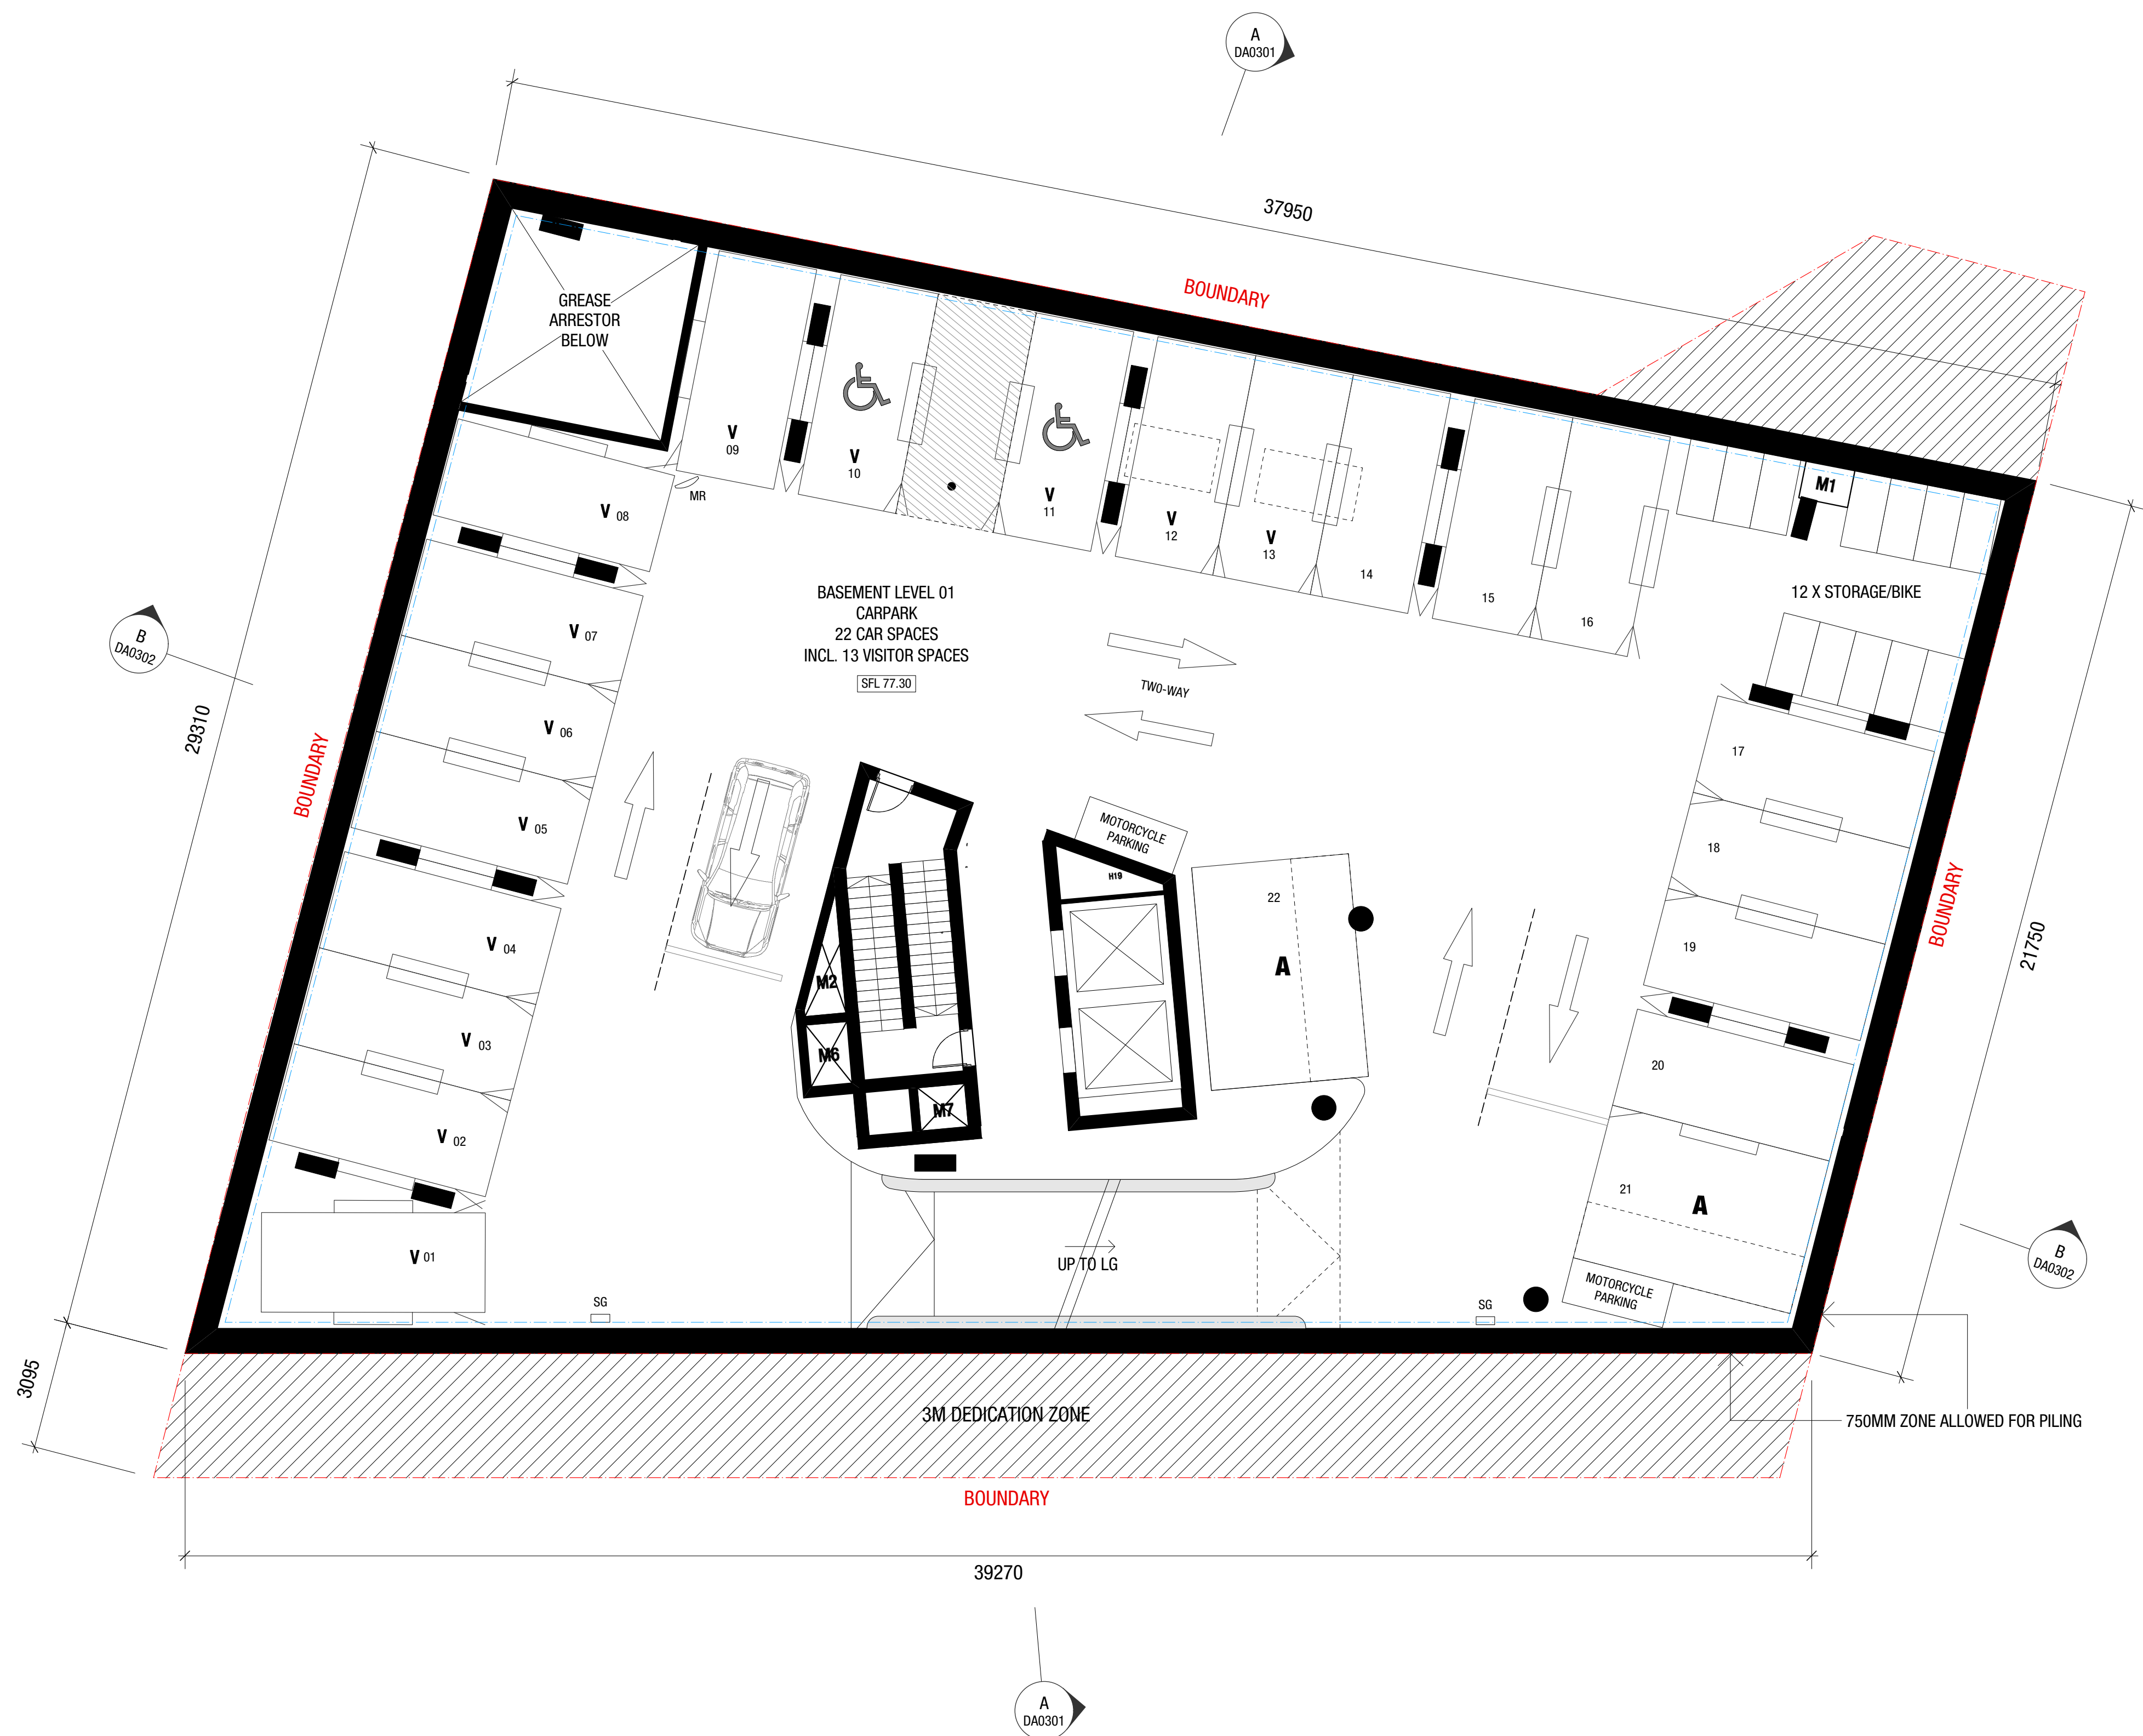 A
DA0301
37950
BOUNDARY
GREASE
ARRESTOR
BELOW
V
09
V
10
V
11
V
12
V
13
14
15
16
M1
12 X STORAGE/BIKE
MR
V 08
V 07
V 06
V 05
V 04
V 03
V 02
V 01
BASEMENT LEVEL 01
CARPARK
22 CAR SPACES
INCL. 13 VISITOR SPACES
SFL 77.30
TWO-WAY
B
DA0302
29310
BOUNDARY
MOTORCYCLE
PARKING
H19
22
A
M2
M6
M7
17
18
19
20
21
A
BOUNDARY
21750
B
DA0302
UP TO LG
SG
SG
MOTORCYCLE
PARKING
3095
3M DEDICATION ZONE
750MM ZONE ALLOWED FOR PILING
BOUNDARY
39270
A
DA0301